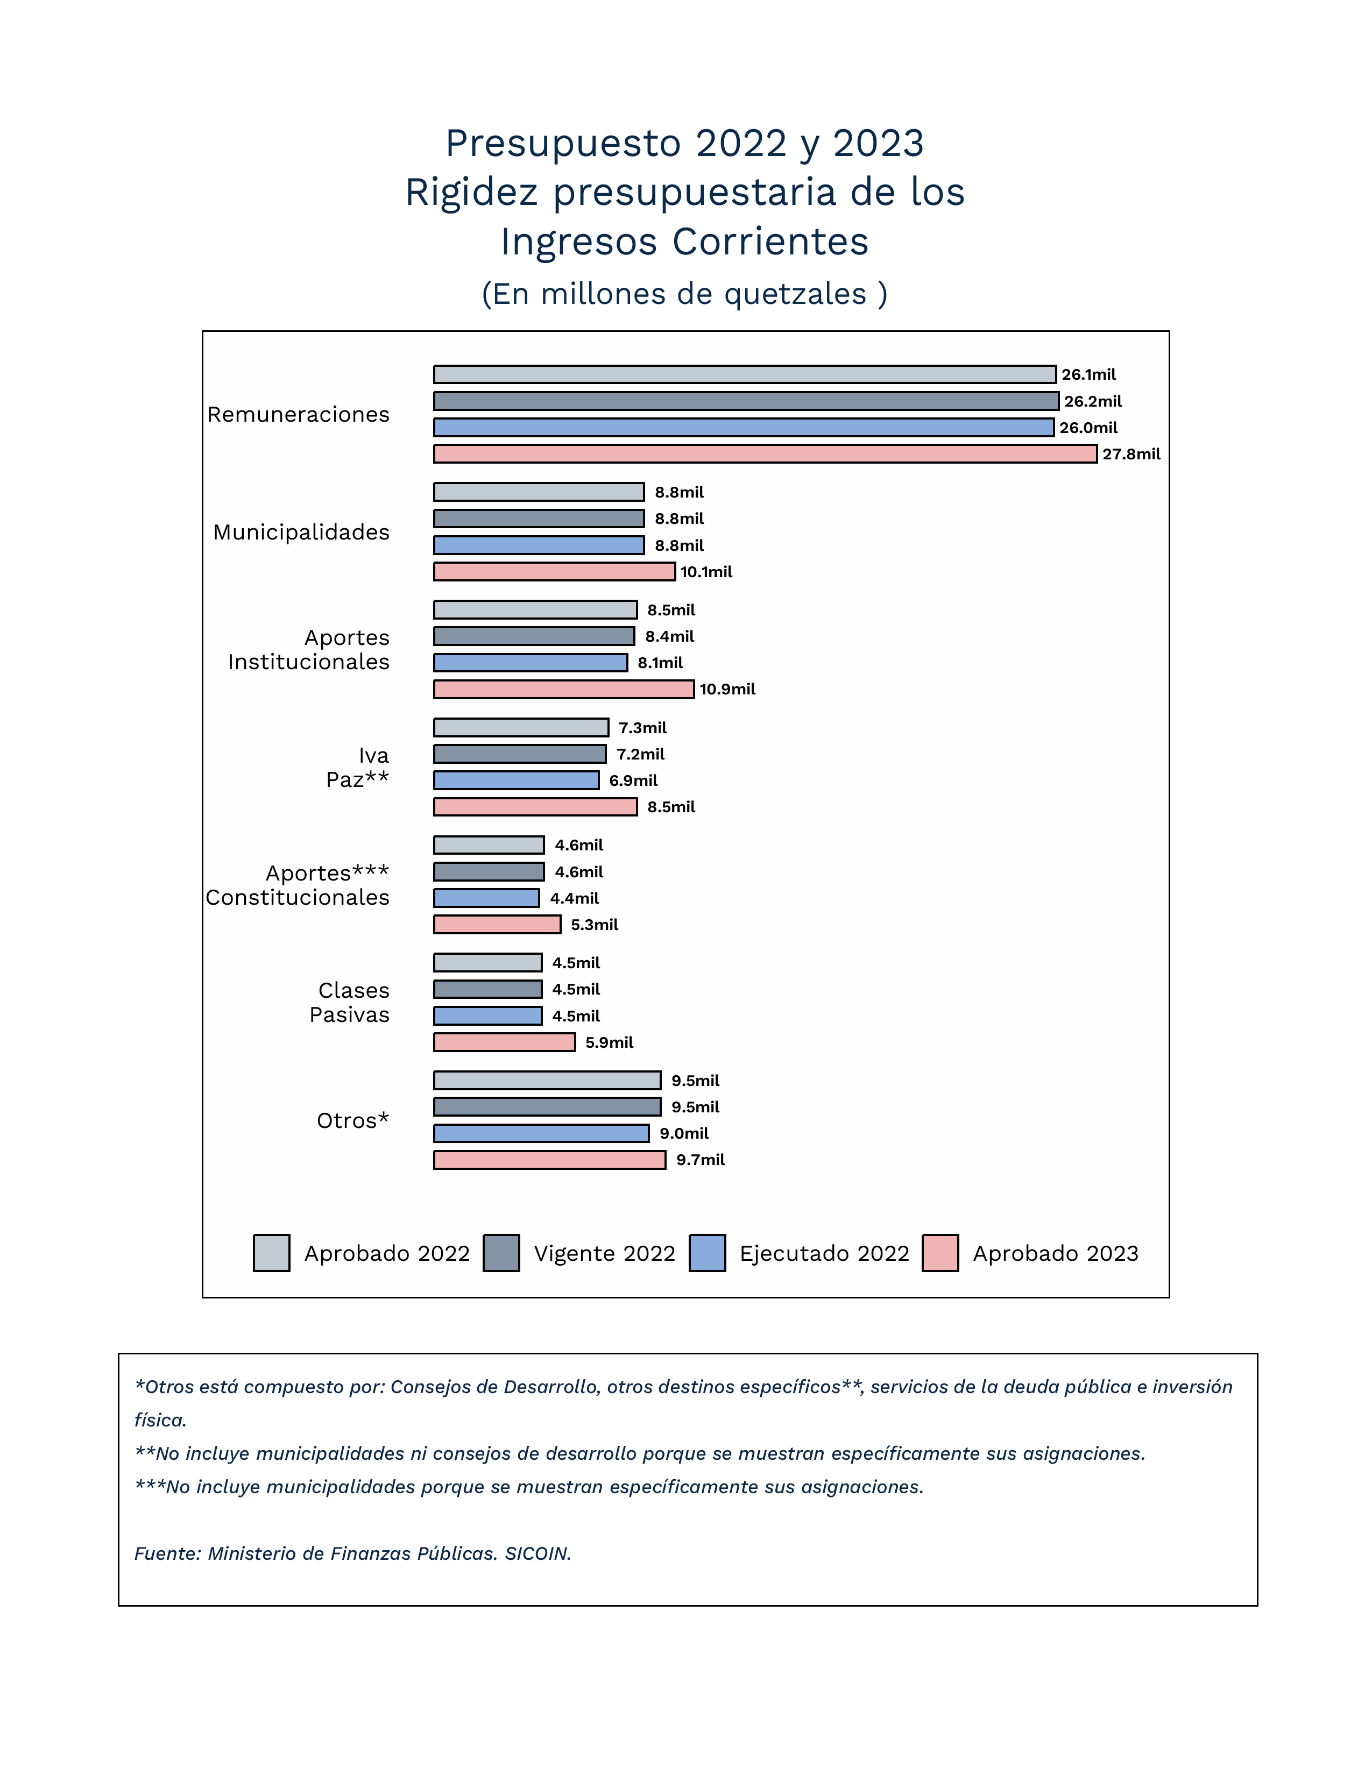 Presupuesto 2022 y 2023
Rigidez presupuestaria de los
Ingresos Corrientes
(En millones de quetzales )
Remuneraciones
26.1mil
26.2mil
26.0mil
27.8mil
Municipalidades
8.8mil
8.8mil
8.8mil
10.1mil
Aportes
Institucionales
8.5mil
8.4mil
8.1mil
10.9mil
Iva
Paz**
7.3mil
7.2mil
6.9mil
8.5mil
Aportes***
Constitucionales
4.6mil
4.6mil
4.4mil
5.3mil
Clases
Pasivas
4.5mil
4.5mil
4.5mil
5.9mil
Otros*
9.5mil
9.5mil
9.0mil
9.7mil
Aprobado 2022 Vigente 2022 Ejecutado 2022 Aprobado 2023
*Otros está compuesto por: Consejos de Desarrollo, otros destinos específicos**, servicios de la deuda pública e inversión
física.
**No incluye municipalidades ni consejos de desarrollo porque se muestran específicamente sus asignaciones.
***No incluye municipalidades porque se muestran específicamente sus asignaciones.
Fuente: Ministerio de Finanzas Públicas. SICOIN.